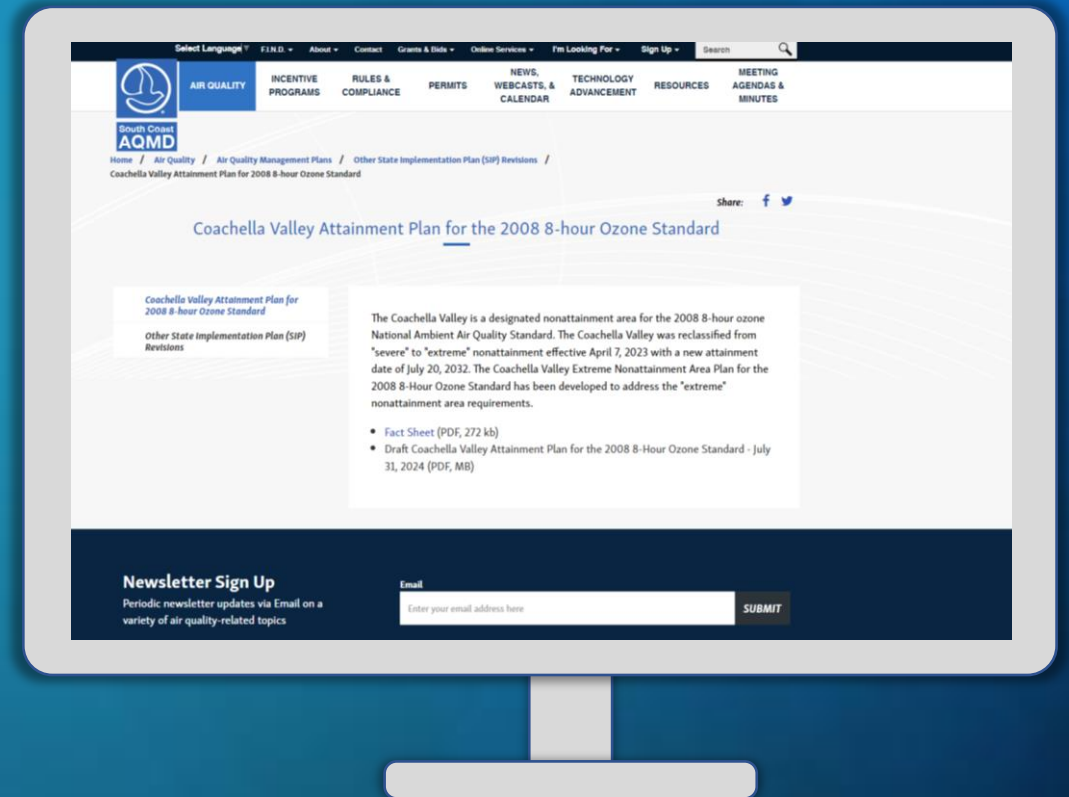 Select Language ▼ F.I.N.D. About Contact Grants & Bids Online Services I'm Looking For Sign Up Search
AIR QUALITY
INCENTIVE
PROGRAMS
RULES &
COMPLIANCE
PERMITS
NEWS,
WEBCASTS, &
CALENDAR
TECHNOLOGY
ADVANCEMENT
RESOURCES
MEETING
AGENDAS &
MINUTES
South Coast
AQMD
Home / Air Quality / Air Quality Management Plans / Other State Implementation Plan (SIP) Revisions /
Coachella Valley Attainment Plan for 2008 8-hour Ozone Standard
Share:
Coachella Valley Attainment Plan for the 2008 8-hour Ozone Standard
Coachella Valley Attainment Plan for
2008 8-hour Ozone Standard
Other State Implementation Plan (SIP)
Revisions
The Coachella Valley is a designated nonattainment area for the 2008 8-hour ozone
National Ambient Air Quality Standard. The Coachella Valley was reclassified from
"severe" to "extreme" nonattainment effective April 7, 2023 with a new attainment
date of July 20, 2032. The Coachella Valley Extreme Nonattainment Area Plan for the
2008 8-Hour Ozone Standard has been developed to address the "extreme"
nonattainment area requirements.
• Fact Sheet (PDF, 272 kb)
• Draft Coachella Valley Attainment Plan for the 2008 8-Hour Ozone Standard - July
31, 2024 (PDF, MB)
Newsletter Sign Up
Periodic newsletter updates via Email on a
variety of air quality-related topics
Email
Enter your email address here
SUBMIT